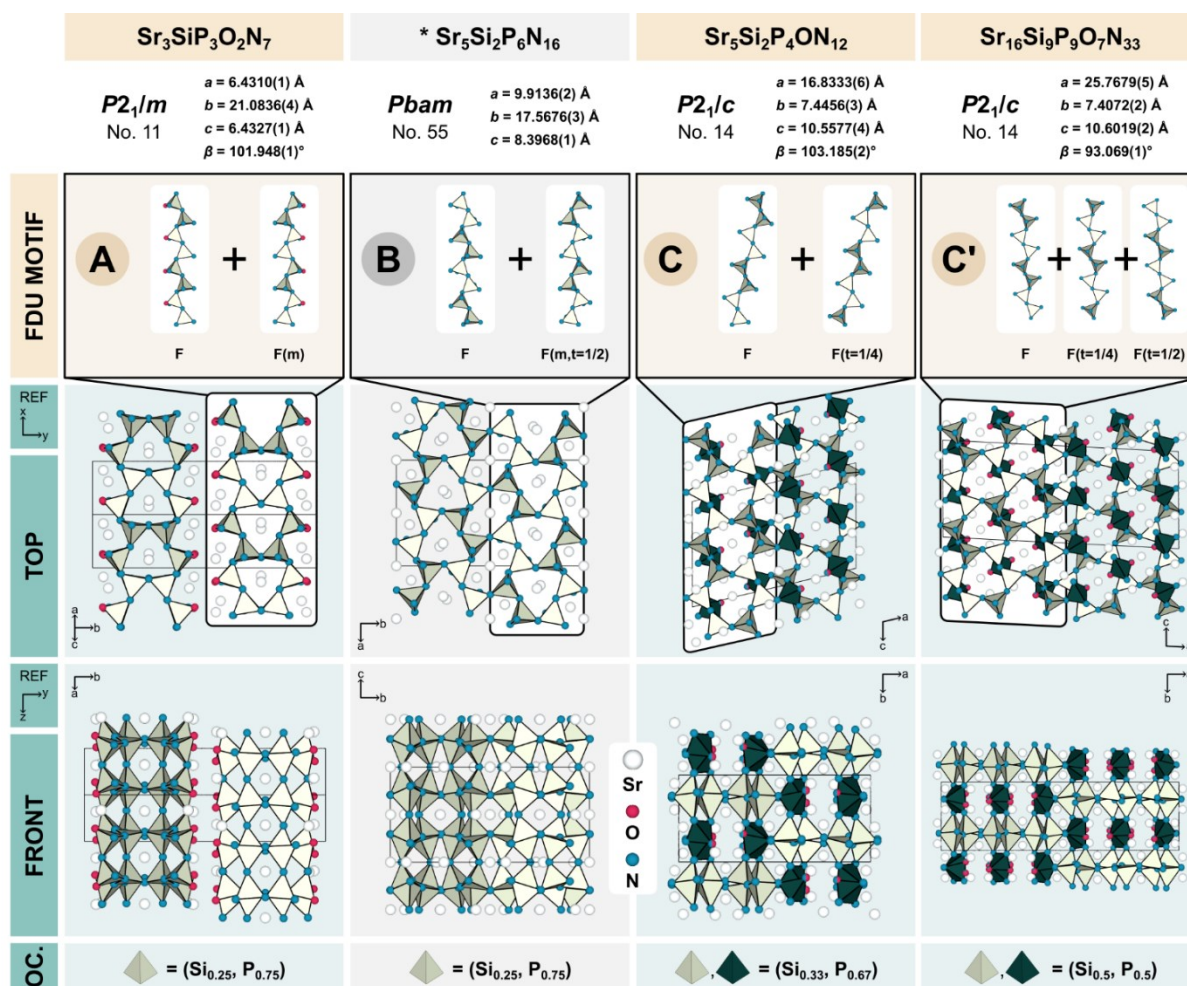 Sr3SiP3O2N7
* Sr5Si2P6N16
Sr5Si2P4ON12
Sr16Si9P9O7N33
P21/m
No. 11
a = 6.4310(1) Å
b = 21.0836(4) Å
c = 6.4327(1) Å
β = 101.948(1)°
Pbam
No. 55
a = 9.9136(2) Å
b = 17.5676(3) Å
c = 8.3968(1) Å
P21/c
No. 14
a = 16.8333(6) Å
b = 7.4456(3) Å
c = 10.5577(4) Å
β = 103.185(2)°
P21/c
No. 14
a = 25.7679(5) Å
b = 7.4072(2) Å
c = 10.6019(2) Å
β = 93.069(1)°
FDU MOTIF
A
+
F
F(m)
B
+
F
F(m,t=1/2)
C
+
F
F(t=1/4)
C'
+
+
F
F(t=1/4)
F(t=1/2)
REF
x
y
TOP
a
b
c
b
a
a
c
c
REF
y
z
FRONT
b
a
c
b
a
b
b
Sr
O
N
OC.
= (Si0.25, P0.75)
= (Si0.25, P0.75)
, = (Si0.33, P0.67)
, = (Si0.5, P0.5)